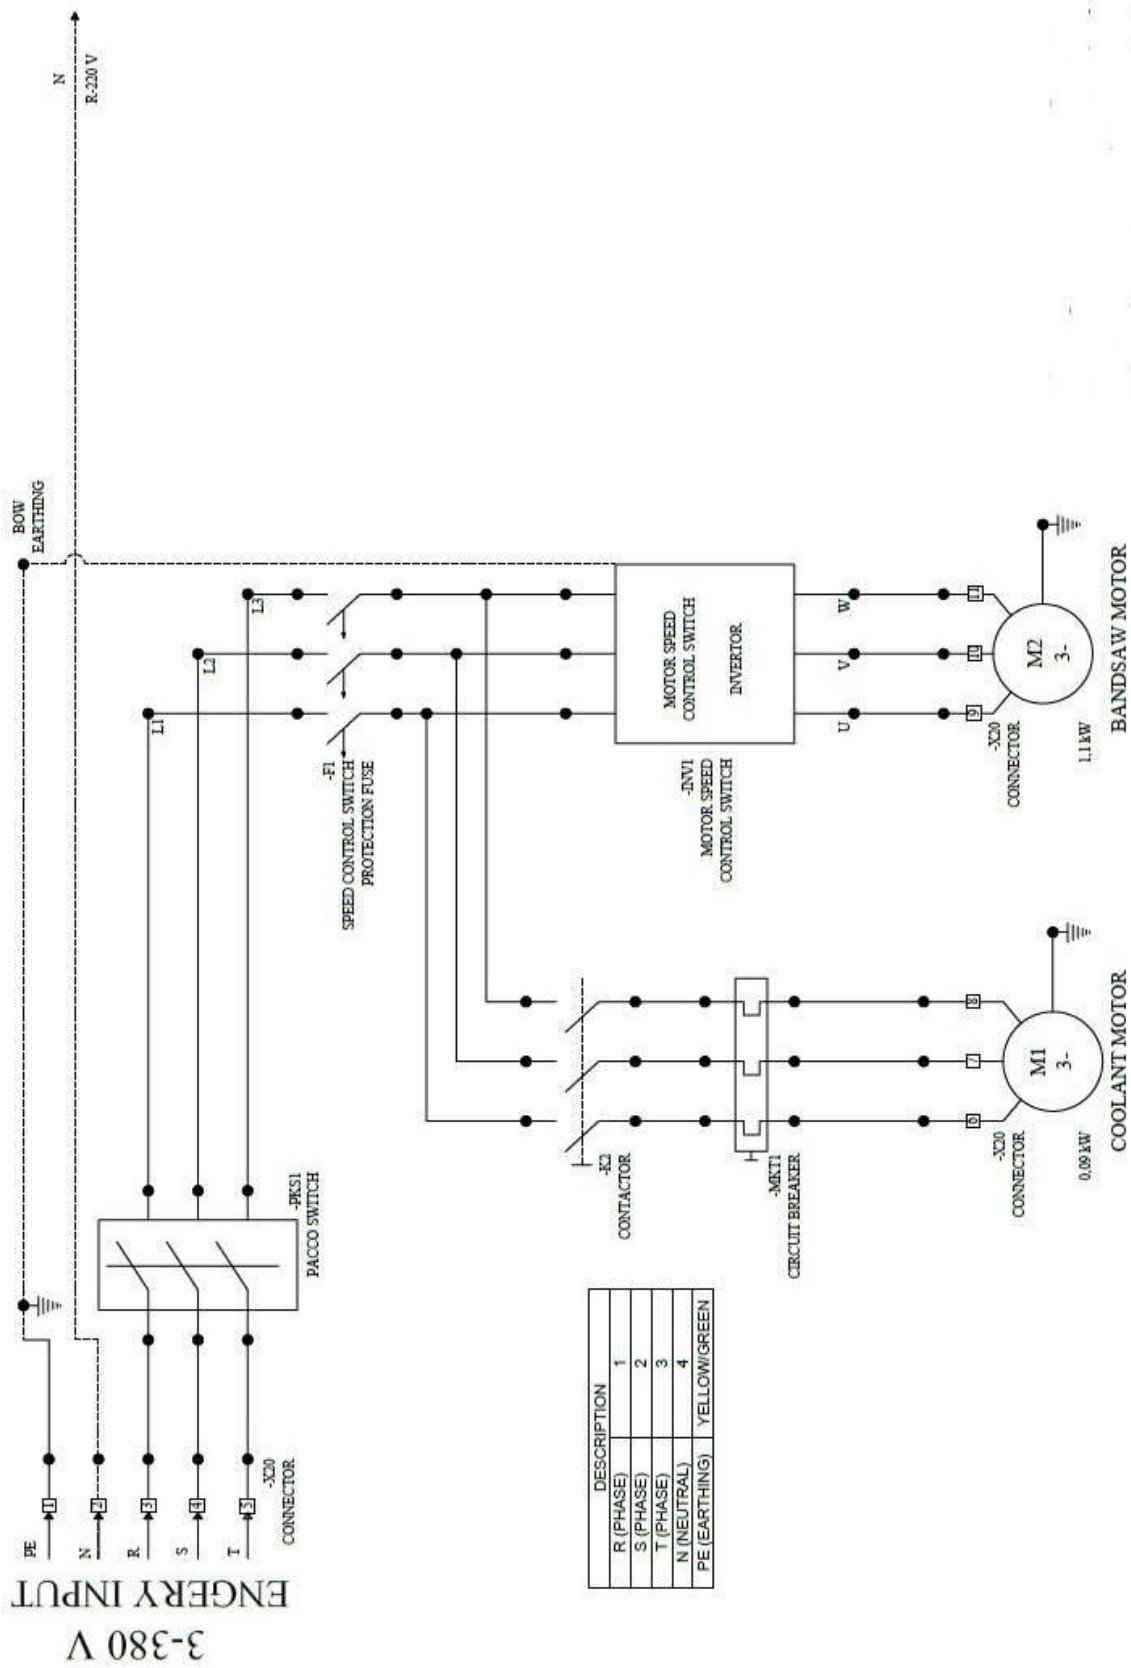 3-380 V
ENGERY INPUT
PE
N
R
S
T
1
2
3
4
5
-X20
CONNECTOR
-PKS1
PACCO SWITCH
BOW
EARTHING
N
R-220 V
L1
L2
L3
-F1
SPEED CONTROL SWITCH
PROTECTION FUSE
MOTOR SPEED
CONTROL SWITCH
INVERTOR
-INV1
MOTOR SPEED
CONTROL SWITCH
U
V
W
9
10
11
-X20
CONNECTOR
M2
3-
1,1 kW
BANDSAW MOTOR
-K2
CONTACTOR
-MKT1
CIRCUIT BREAKER
6
7
8
-X20
CONNECTOR
M1
3-
0.09 kW
COOLANT MOTOR
DESCRIPTION
R (PHASE) 1
S (PHASE) 2
T (PHASE) 3
N (NEUTRAL) 4
PE (EARTHING) YELLOW/GREEN